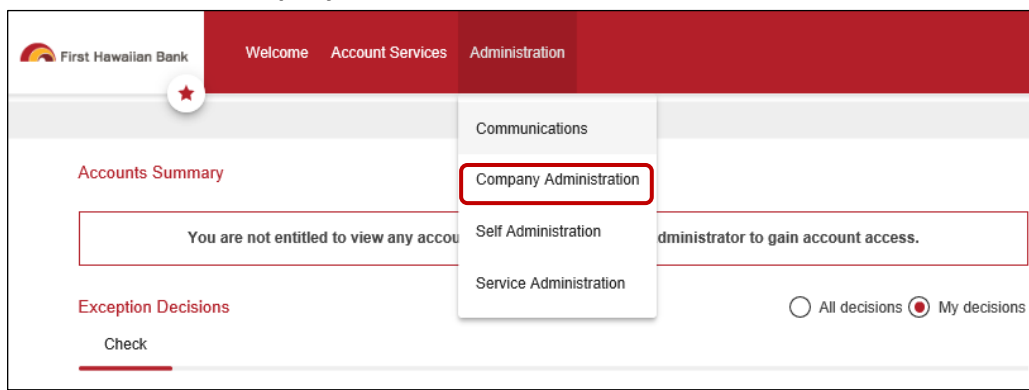 First Hawaiian Bank
Welcome Account Services Administration
Communications
Accounts Summary
Company Administration
You are not entitled to view any accou
Self Administration
dministrator to gain account access.
Service Administration
Exception Decisions
All decisions My decisions
Check